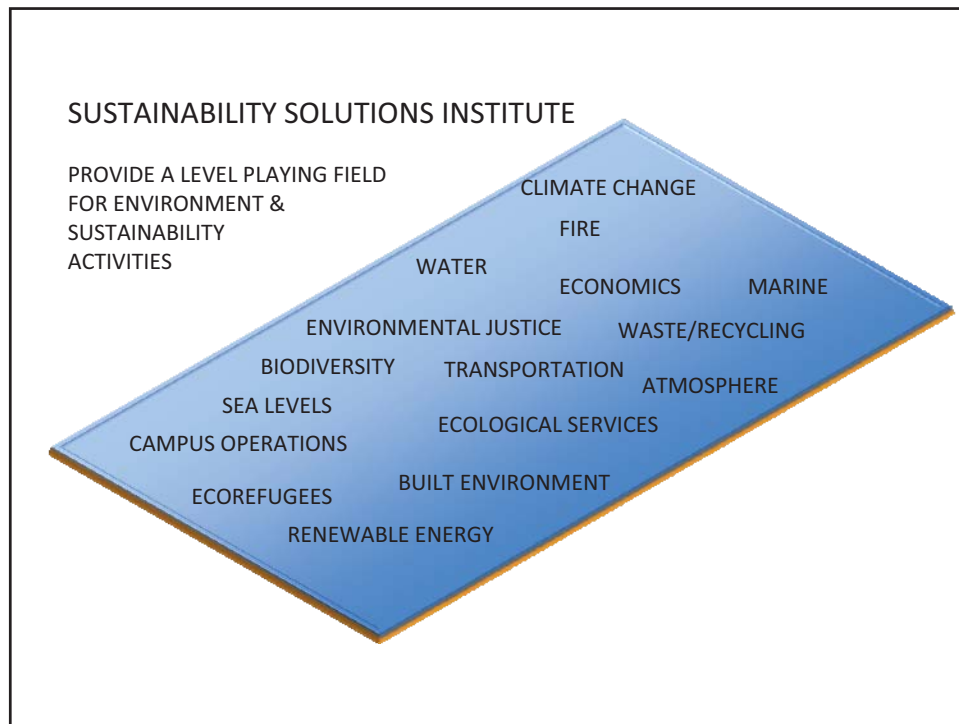 SUSTAINABILITY SOLUTIONS INSTITUTE
PROVIDE A LEVEL PLAYING FIELD
FOR ENVIRONMENT &
SUSTAINABILITY
ACTIVITIES
CLIMATE CHANGE
FIRE
WATER
ECONOMICS
MARINE
ENVIRONMENTAL JUSTICE
WASTE/RECYCLING
BIODIVERSITY
TRANSPORTATION
ATMOSPHERE
SEA LEVELS
ECOLOGICAL SERVICES
CAMPUS OPERATIONS
BUILT ENVIRONMENT
ECOREFUGEES
RENEWABLE ENERGY